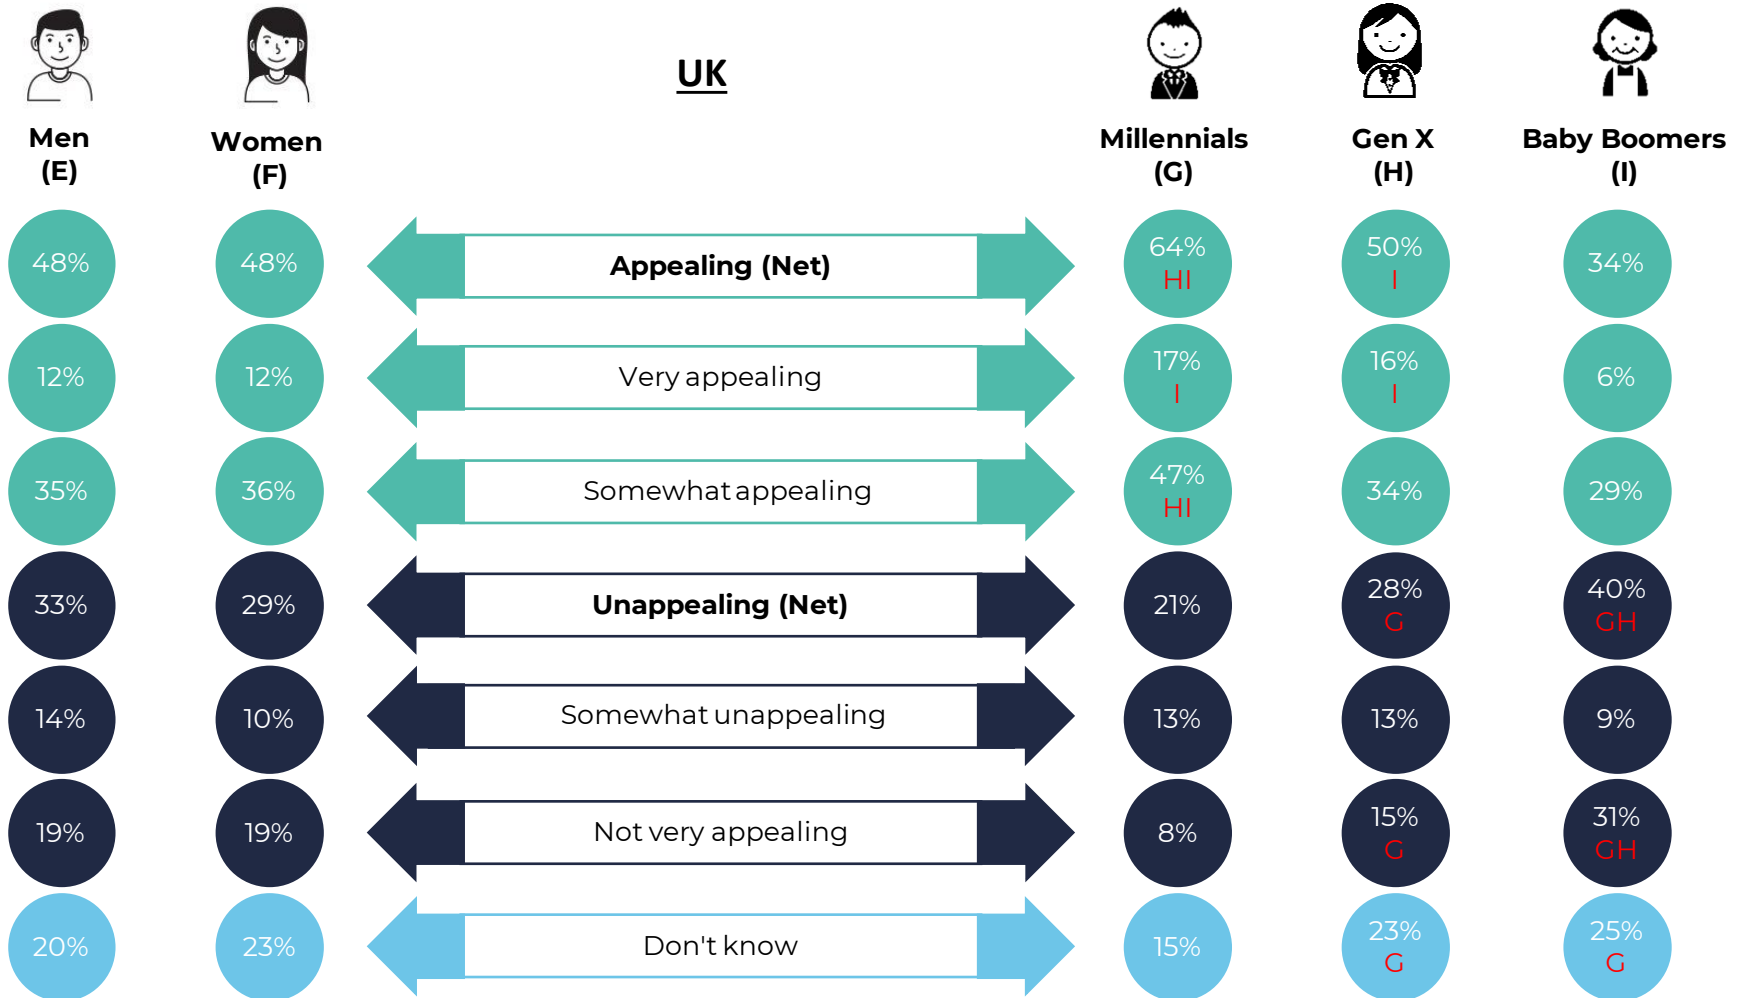 UK
Men
(E)
Women
(F)
Millennials
(G)
Gen X
(H)
Baby Boomers
(I)
48%
48%
Appealing (Net)
64%
HI
50%
I
34%
12%
12%
Very appealing
17%
I
16%
I
6%
35%
36%
Somewhat appealing
47%
HI
34%
29%
33%
29%
Unappealing (Net)
21%
28%
G
40%
GH
14%
10%
Somewhat unappealing
13%
13%
9%
19%
19%
Not very appealing
8%
15%
G
31%
GH
20%
23%
Don't know
15%
23%
G
25%
G